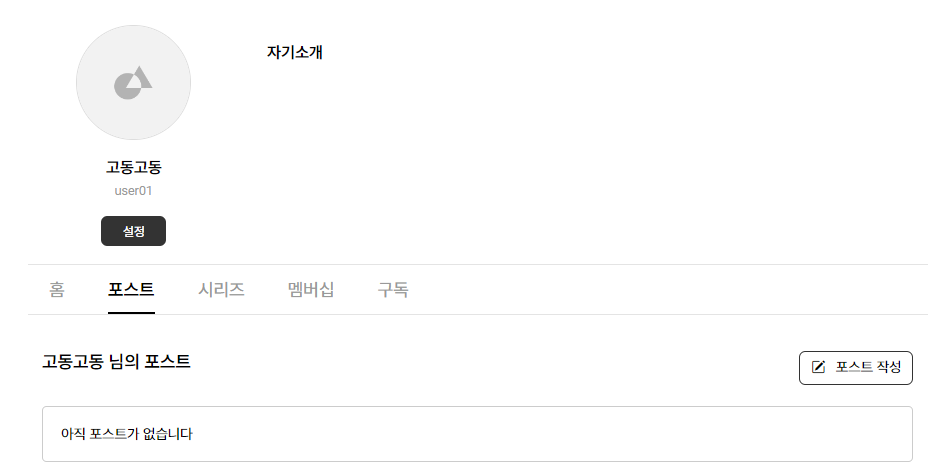 자기소개
고동고동
user01
설정
홈 포스트 시리즈 멤버십 구독
고동고동 님의 포스트
포스트 작성
아직 포스트가 없습니다